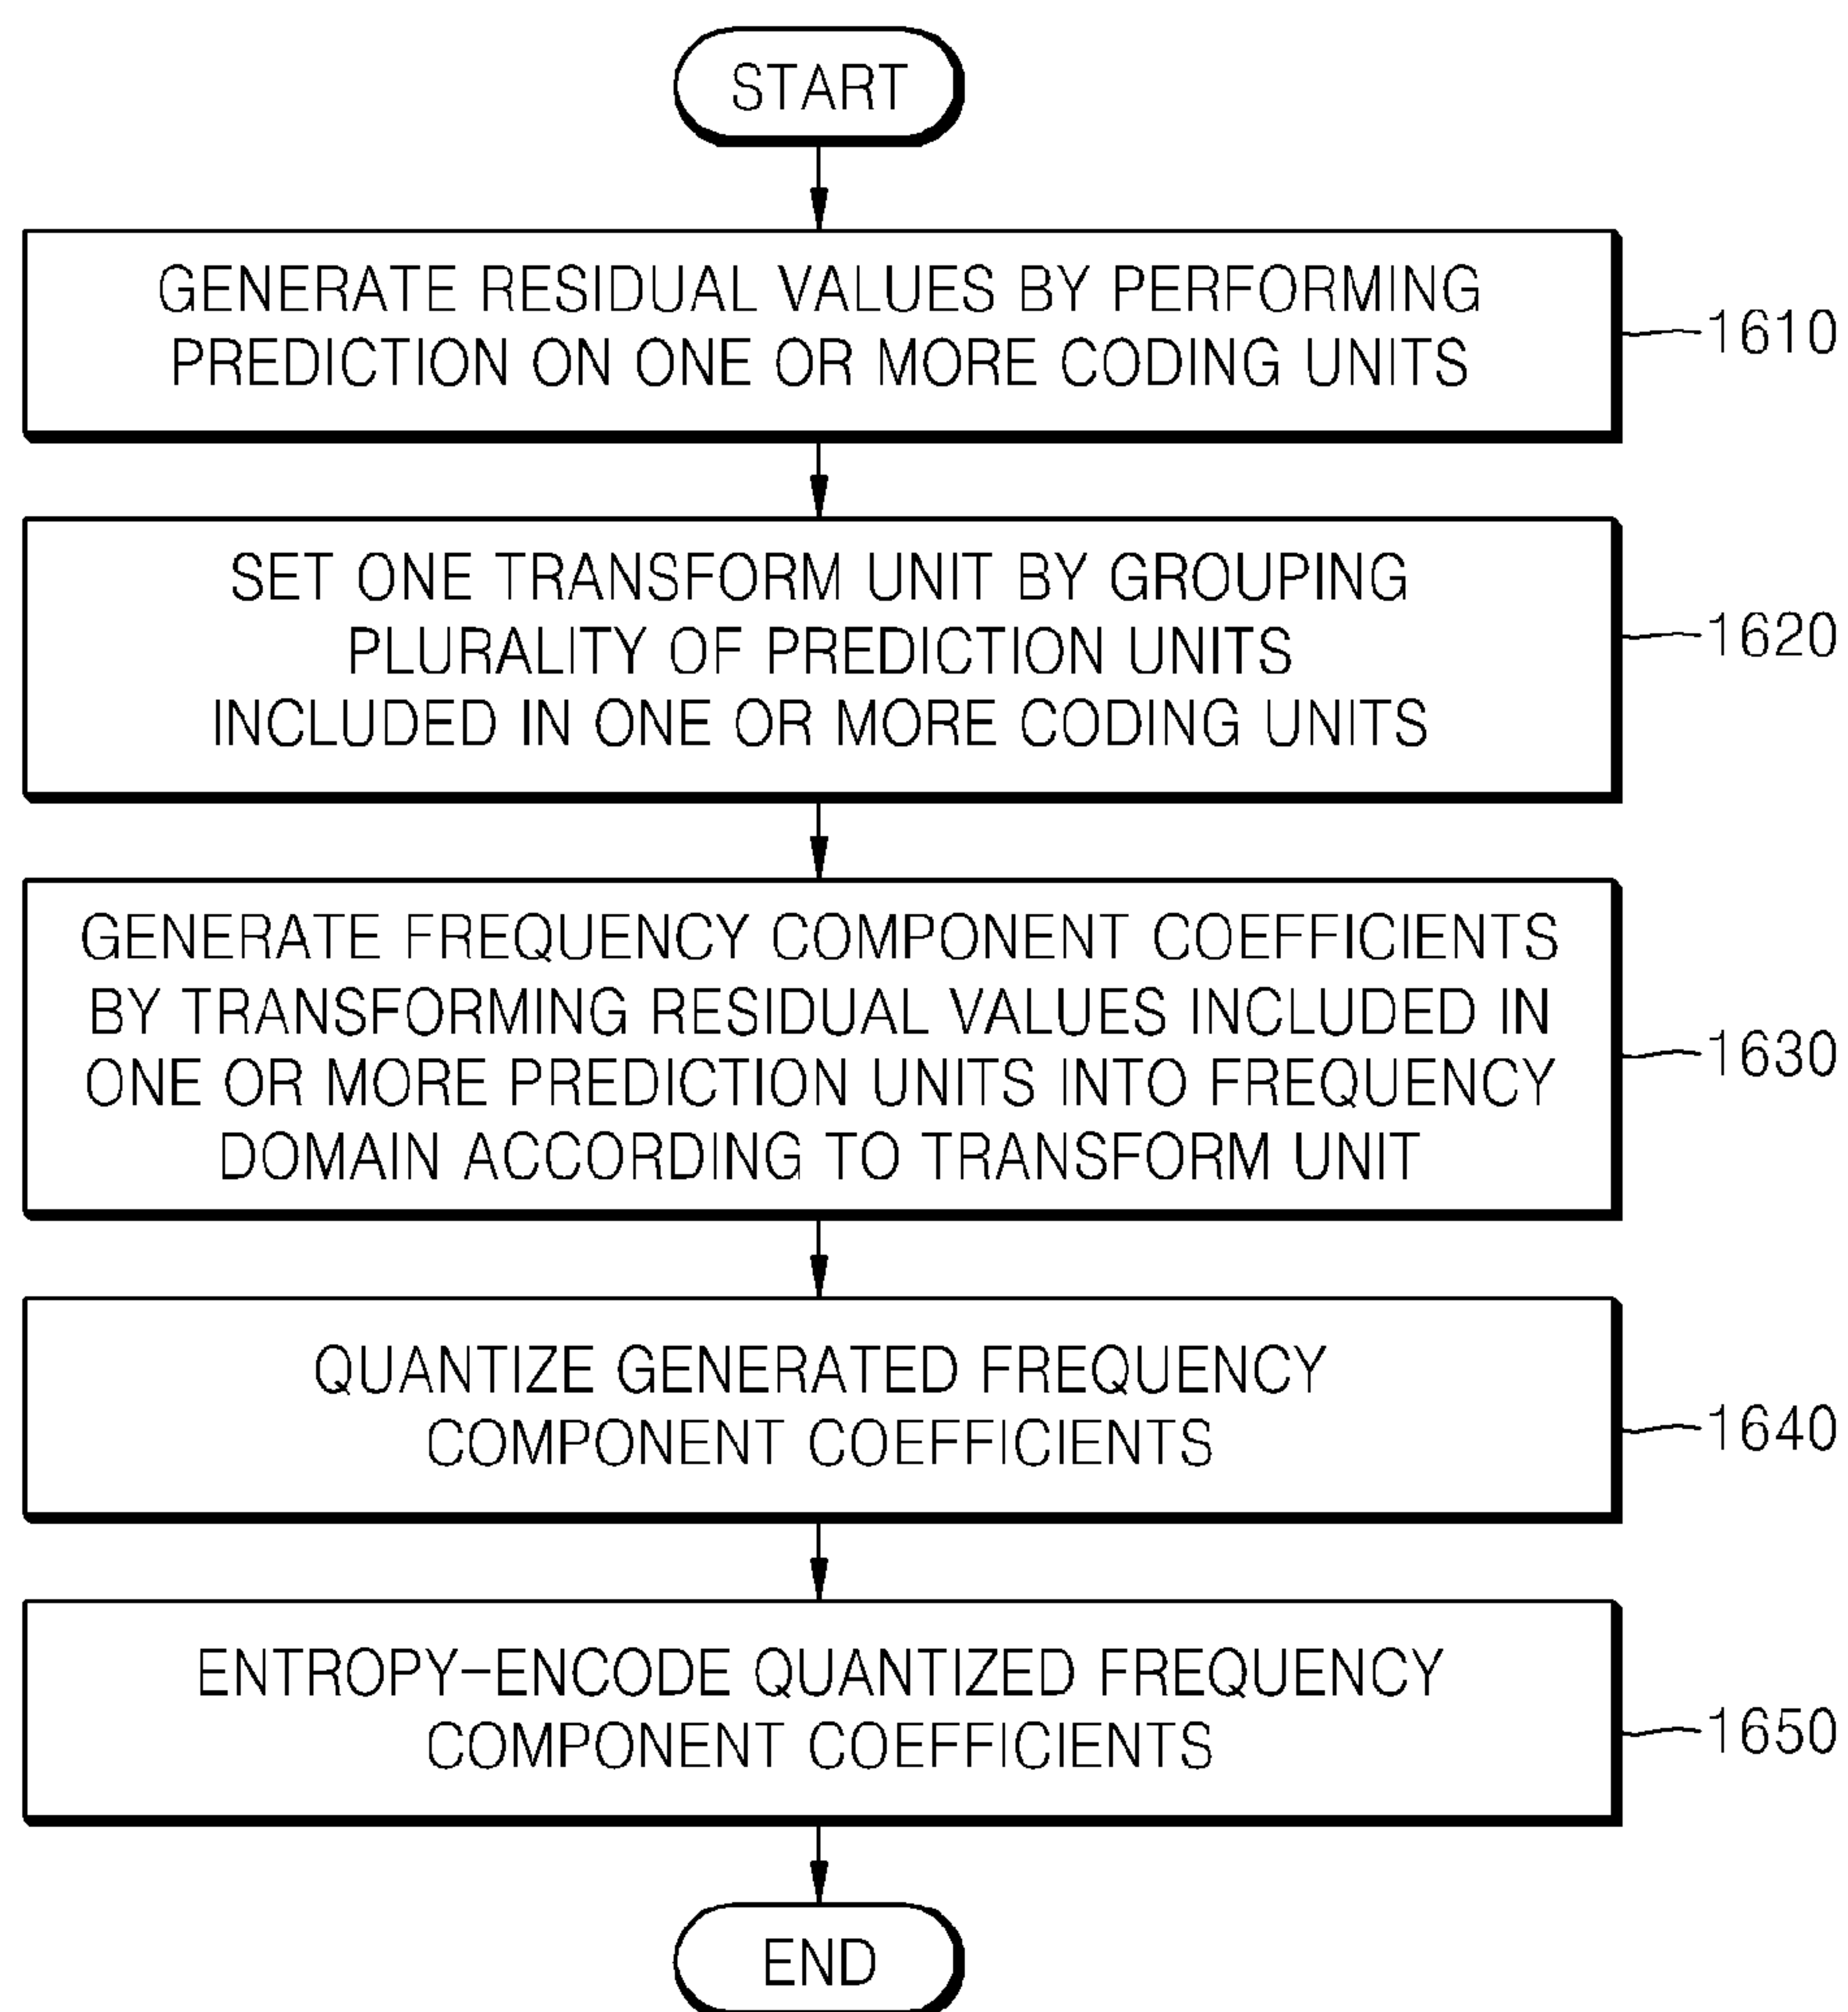 START
GENERATE RESIDUAL VALUES BY PERFORMING
PREDICTION ON ONE OR MORE CODING UNITS
1610
SET ONE TRANSFORM UNIT BY GROUPING
PLURALITY OF PREDICTION UNITS
INCLUDED IN ONE OR MORE CODING UNITS
1620
GENERATE FREQUENCY COMPONENT COEFFICIENTS
BY TRANSFORMING RESIDUAL VALUES INCLUDED IN
ONE OR MORE PREDICTION UNITS INTO FREQUENCY
DOMAIN ACCORDING TO TRANSFORM UNIT
1630
QUANTIZE GENERATED FREQUENCY
COMPONENT COEFFICIENTS
1640
ENTROPY-ENCODE QUANTIZED FREQUENCY
COMPONENT COEFFICIENTS
1650
END